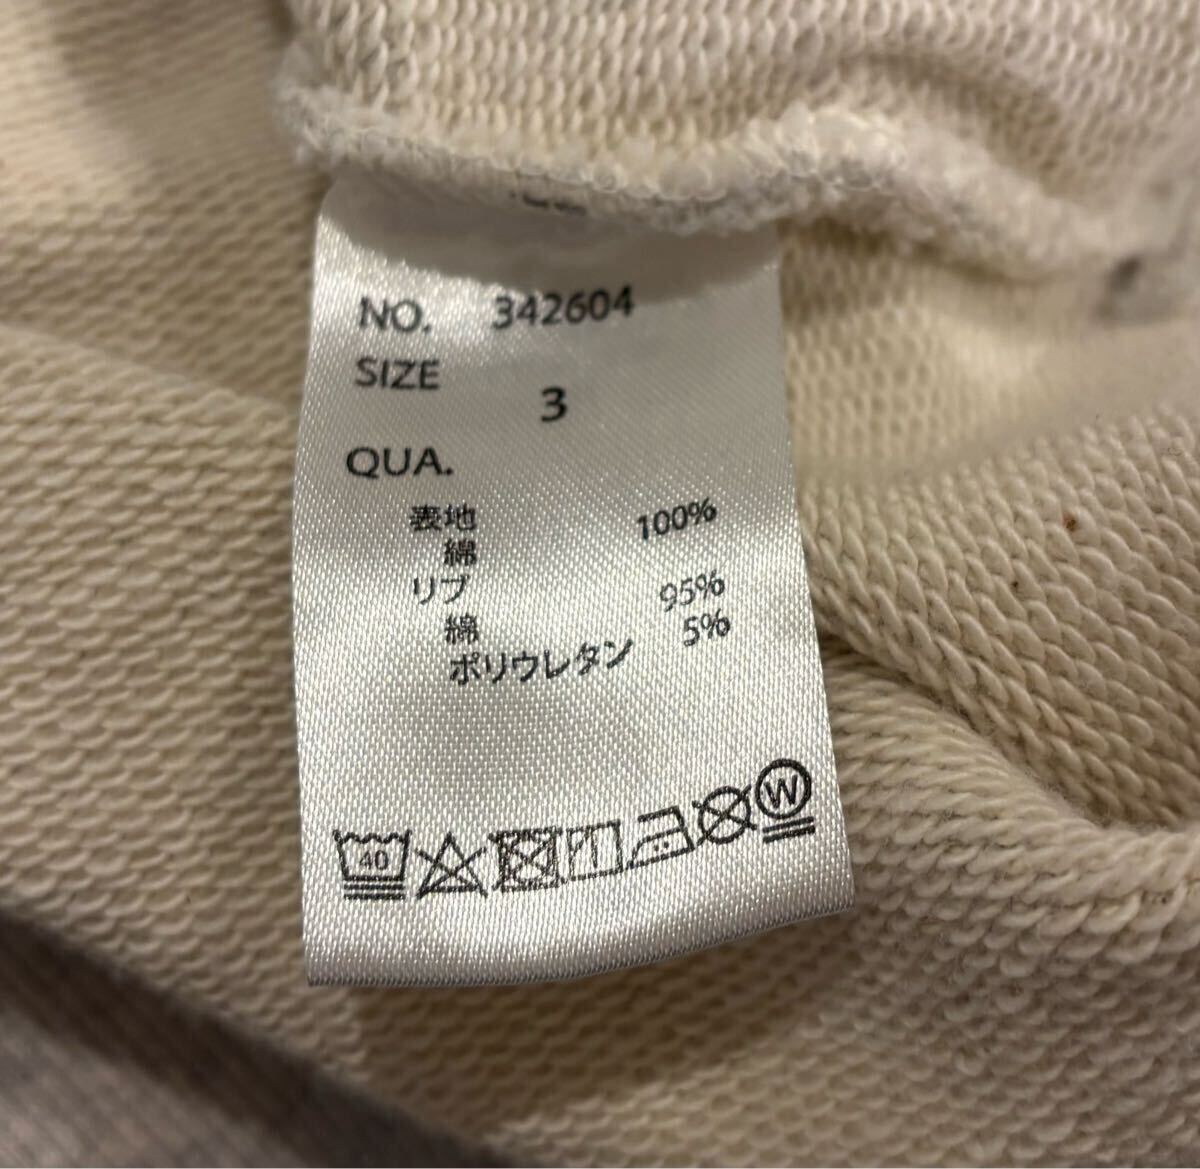 NO. 342604
SIZE
3
QUA.
表地
綿 100%
リブ
綿 95%
ポリウレタン 5%
40
W